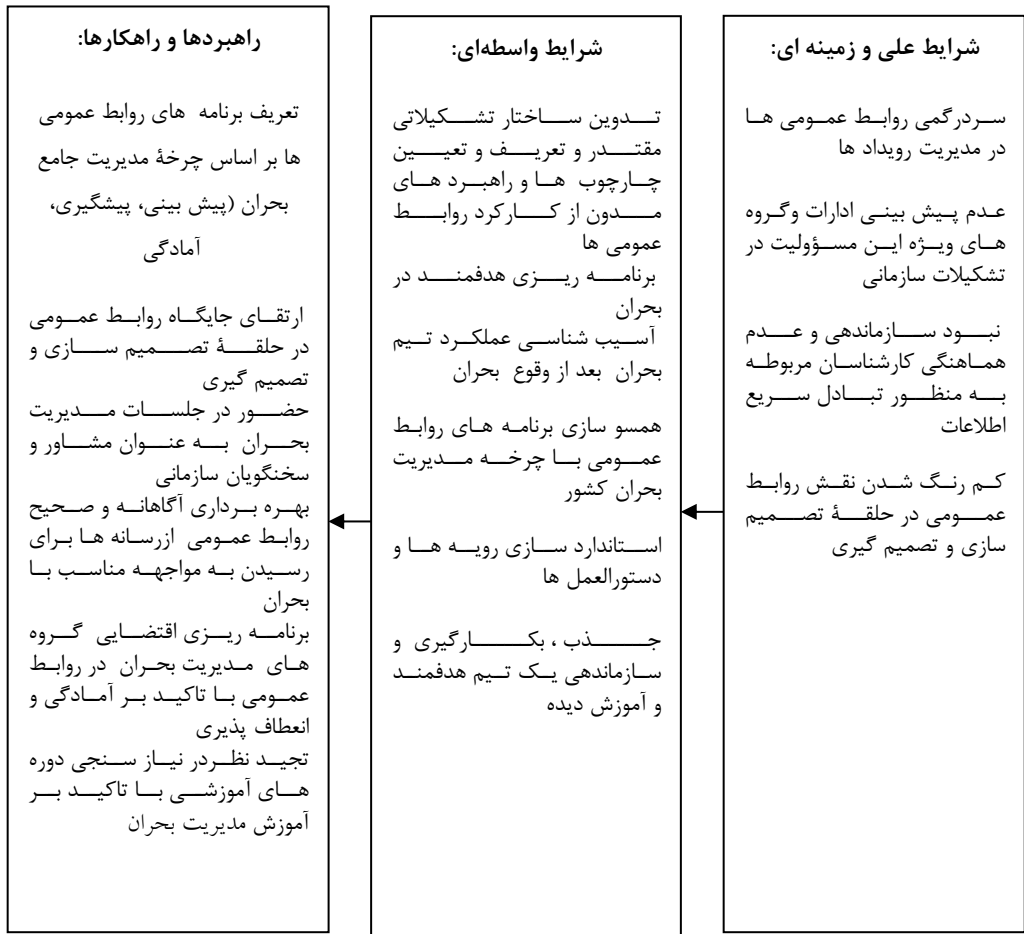 شرایط علی و زمینه ای:
سردرگمی روابط عمومی ها
در مدیریت رویداد ها
عدم پیش بینی ادارات وگروه
های ویژه این مسؤولیت در
تشکیلات سازمانی
نبود سازماندهی و عدم
هماهنگی کارشناسان مربوطه
به منظور تبادل سریع
اطلاعات
کم رنگ شدن نقش روابط
عمومی در حلقۀ تصمیم
سازی و تصمیم گیری
شرایط واسطه‌ای:
تدوین ساختار تشکیلاتی
مقتدر و تعریف و تعیین
چارچوب ها و راهبرد های
مدون از کارکرد روابط
عمومی ها
برنامه ریزی هدفمند در
بحران
آسیب شناسی عملکرد تیم
بحران بعد از وقوع بحران
همسو سازی برنامه های روابط
عمومی با چرخه مدیریت
بحران کشور
استاندارد سازی رویه ها و
دستورالعمل ها
جذب ، بکارگیری و
سازماندهی یک تیم هدفمند
و آموزش دیده
راهبردها و راهکارها:
تعریف برنامه های روابط عمومی
ها بر اساس چرخۀ مدیریت جامع
بحران (پیش بینی، پیشگیری،
آمادگی
ارتقای جایگاه روابط عمومی
در حلقۀ تصمیم سازی و
تصمیم گیری
حضور در جلسات مدیریت
بحران به عنوان مشاور و
سخنگویان سازمانی
بهره برداری آگاهانه و صحیح
روابط عمومی ازرسانه ها برای
رسیدن به مواجهه مناسب با
بحران
برنامه ریزی اقتضایی گروه
های مدیریت بحران در روابط
عمومی با تاکید بر آمادگی و
انعطاف پذیری
تجید نظردر نیاز سنجی دوره
های آموزشی با تاکید بر
آموزش مدیریت بحران